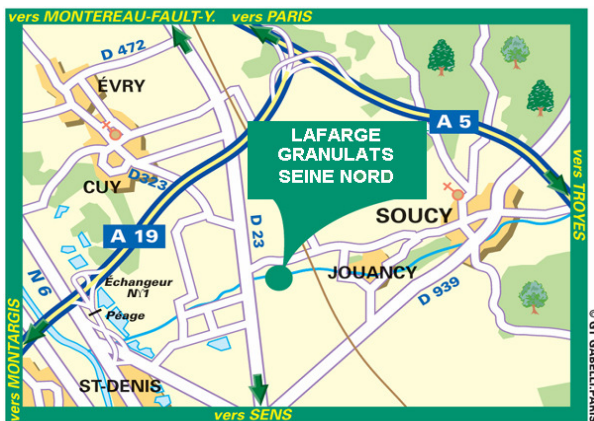 vers MONTEREAU-FAULT-Y.
vers PARIS
D 472
ÉVRY
A 5
LAFARGE
GRANULATS
SEINE NORD
vers TROYES
D323
CUY
SOUCY
A 19
D 23
JOUANCY
N 6
Échangeur
N°1
Péage
D 939
vers MONTARGIS
ST-DENIS
vers SENS
© GT GABELLI.PARIS